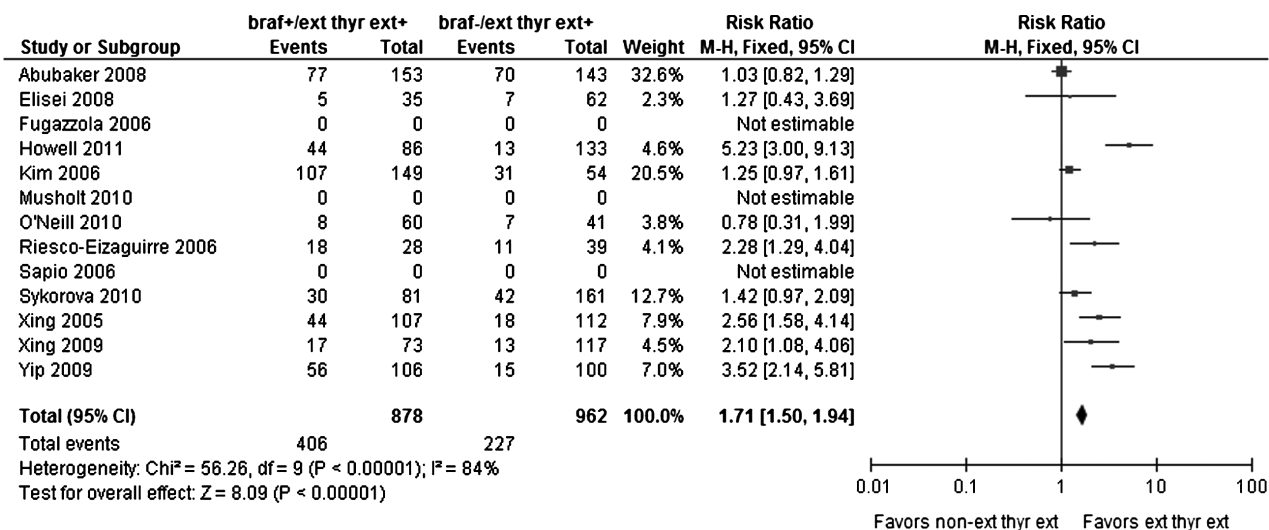 braf+/ext thyr ext+ braf-/ext thyr ext+ Risk Ratio Risk Ratio
Study or Subgroup Events Total Events Total Weight M-H, Fixed, 95% CI M-H, Fixed, 95% CI
Abubaker 2008 77 153 70 143 32.6% 1.03 [0.82, 1.29]
Elisei 2008 5 35 7 62 2.3% 1.27 [0.43, 3.69]
Fugazzola 2006 0 0 0 0 Not estimable
Howell 2011 44 86 13 133 4.6% 5.23 [3.00, 9.13]
Kim 2006 107 149 31 54 20.5% 1.25 [0.97, 1.61]
Musholt 2010 0 0 0 0 Not estimable
O'Neill 2010 8 60 7 41 3.8% 0.78 [0.31, 1.99]
Riesco-Eizaguirre 2006 18 28 11 39 4.1% 2.28 [1.29, 4.04]
Sapio 2006 0 0 0 0 Not estimable
Sykorova 2010 30 81 42 161 12.7% 1.42 [0.97, 2.09]
Xing 2005 44 107 18 112 7.9% 2.56 [1.58, 4.14]
Xing 2009 17 73 13 117 4.5% 2.10 [1.08, 4.06]
Yip 2009 56 106 15 100 7.0% 3.52 [2.14, 5.81]
Total (95% CI) 878 962 100.0% 1.71 [1.50, 1.94]
Total events 406 227
Heterogeneity: Chi² = 56.26, df = 9 (P < 0.00001); I² = 84%
Test for overall effect: Z = 8.09 (P < 0.00001)
0.01 0.1 1 10 100
Favors non-ext thyr ext Favors ext thyr ext